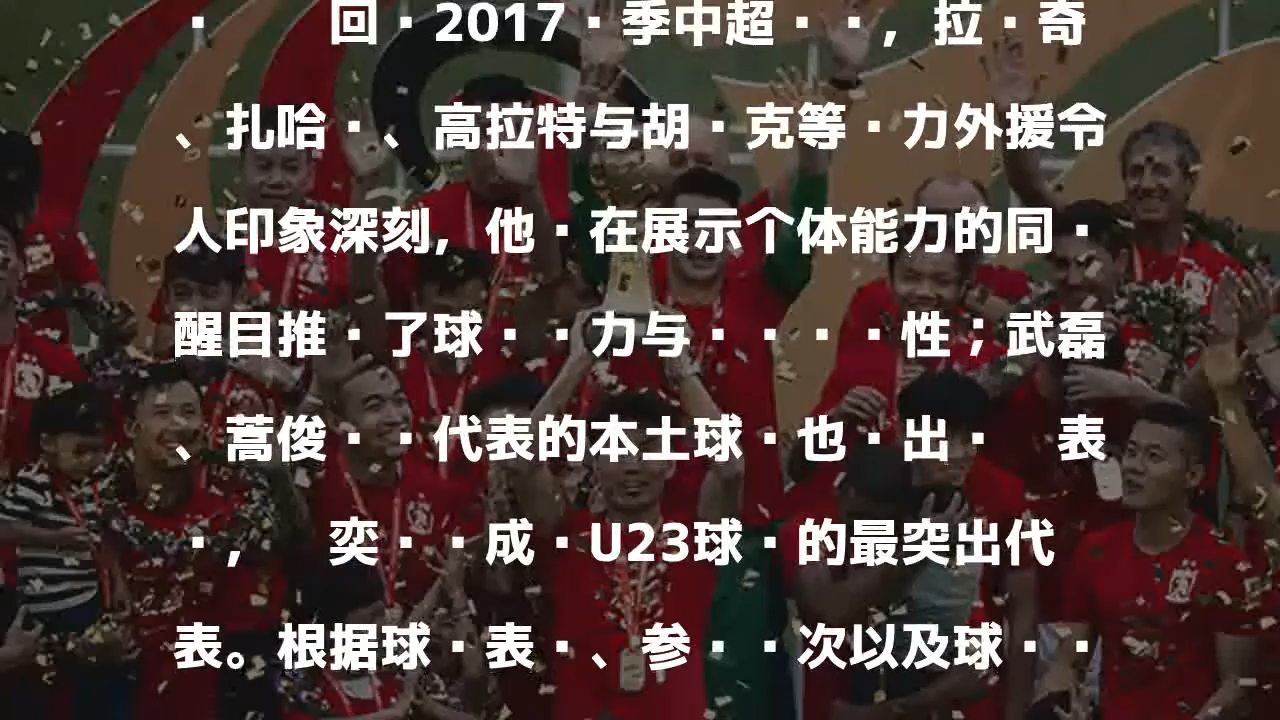 · 回·2017·季中超··，拉·奇
、扎哈·、高拉特与胡·克等·力外援令
人印象深刻，他·在展示个体能力的同·
醒目推·了球··力与····性；武磊
、蒿俊··代表的本土球·也·出· 表
·， 奕··成·U23球·的最突出代
表。根据球·表·、参··次以及球··